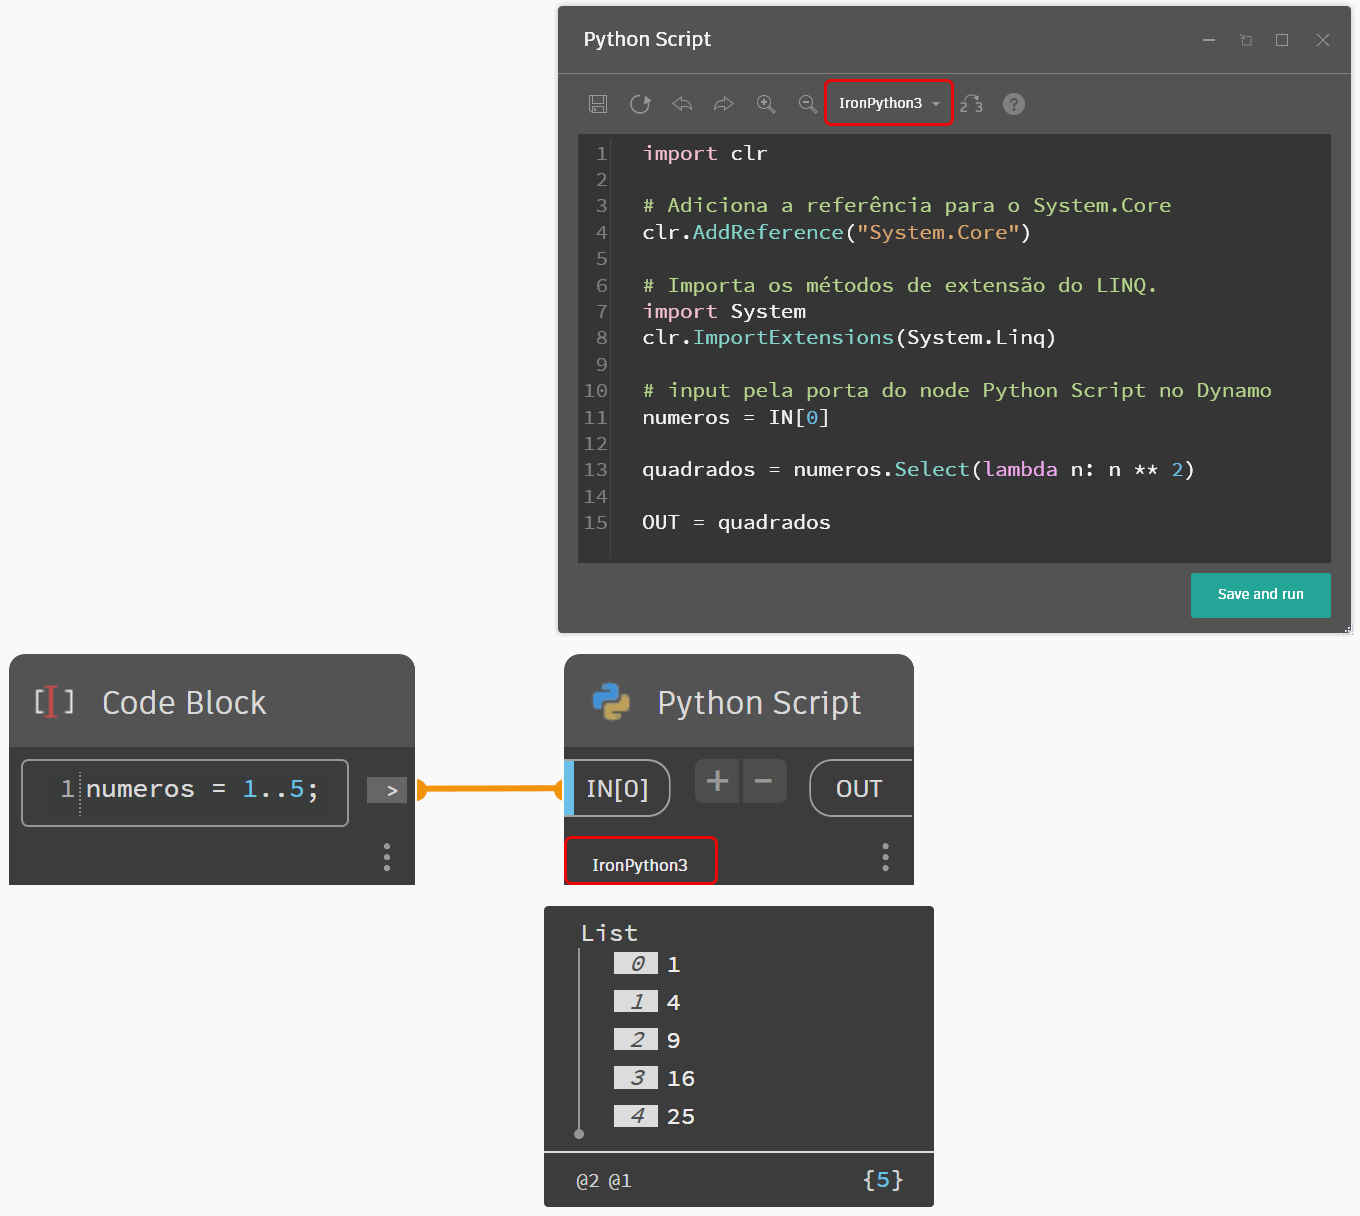 Python Script
IronPython3
2 3 ?
1 import clr
2
3 # Adiciona a referência para o System.Core
4 clr.AddReference("System.Core")
5
6 # Importa os métodos de extensão do LINQ.
7 import System
8 clr.ImportExtensions(System.Linq)
9
10 # input pela porta do node Python Script no Dynamo
11 numeros = IN[0]
12
13 quadrados = numeros.Select(lambda n: n ** 2)
14
15 OUT = quadrados
Save and run
[I] Code Block
1 numeros = 1..5;
>
Python Script
IN[0] + − OUT
IronPython3
List
0 1
1 4
2 9
3 16
4 25
@2 @1 {5}